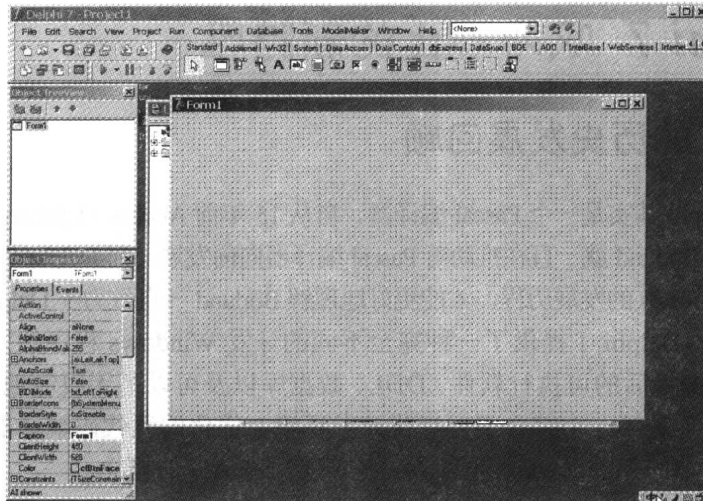 7 Delphi 7 - Project1
File Edit Search View Project Run Component Database Tools ModelMaker Window Help <None>
Standard Additional Win32 System Data Access Data Controls dbExpress DataSnap BDE ADO InterBase WebServices Internet
Object TreeView
Form1
7 Form1
Object Inspector
Form1 TForm1
Properties Events
Action
ActiveControl
Align alNone
AlphaBlend False
AlphaBlendVal 255
Anchors [akLeft,akTop]
AutoScroll True
AutoSize False
BiDiMode bdLeftToRight
BorderIcons [biSystemMenu,
BorderStyle bsSizeable
BorderWidth 0
Caption Form1
ClientHeight
ClientWidth
Color clBtnFace
Constraints (TSizeConstrain
All shown